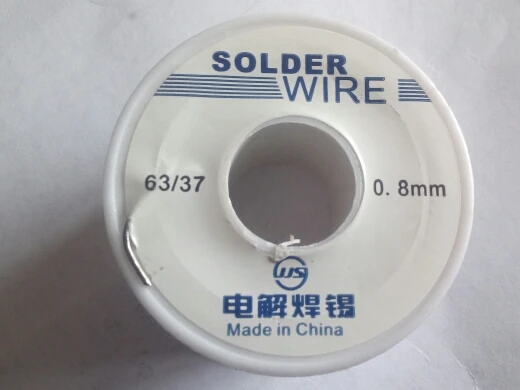 SOLDER
WIRE
63/37
0.8mm
电解焊锡
Made in China